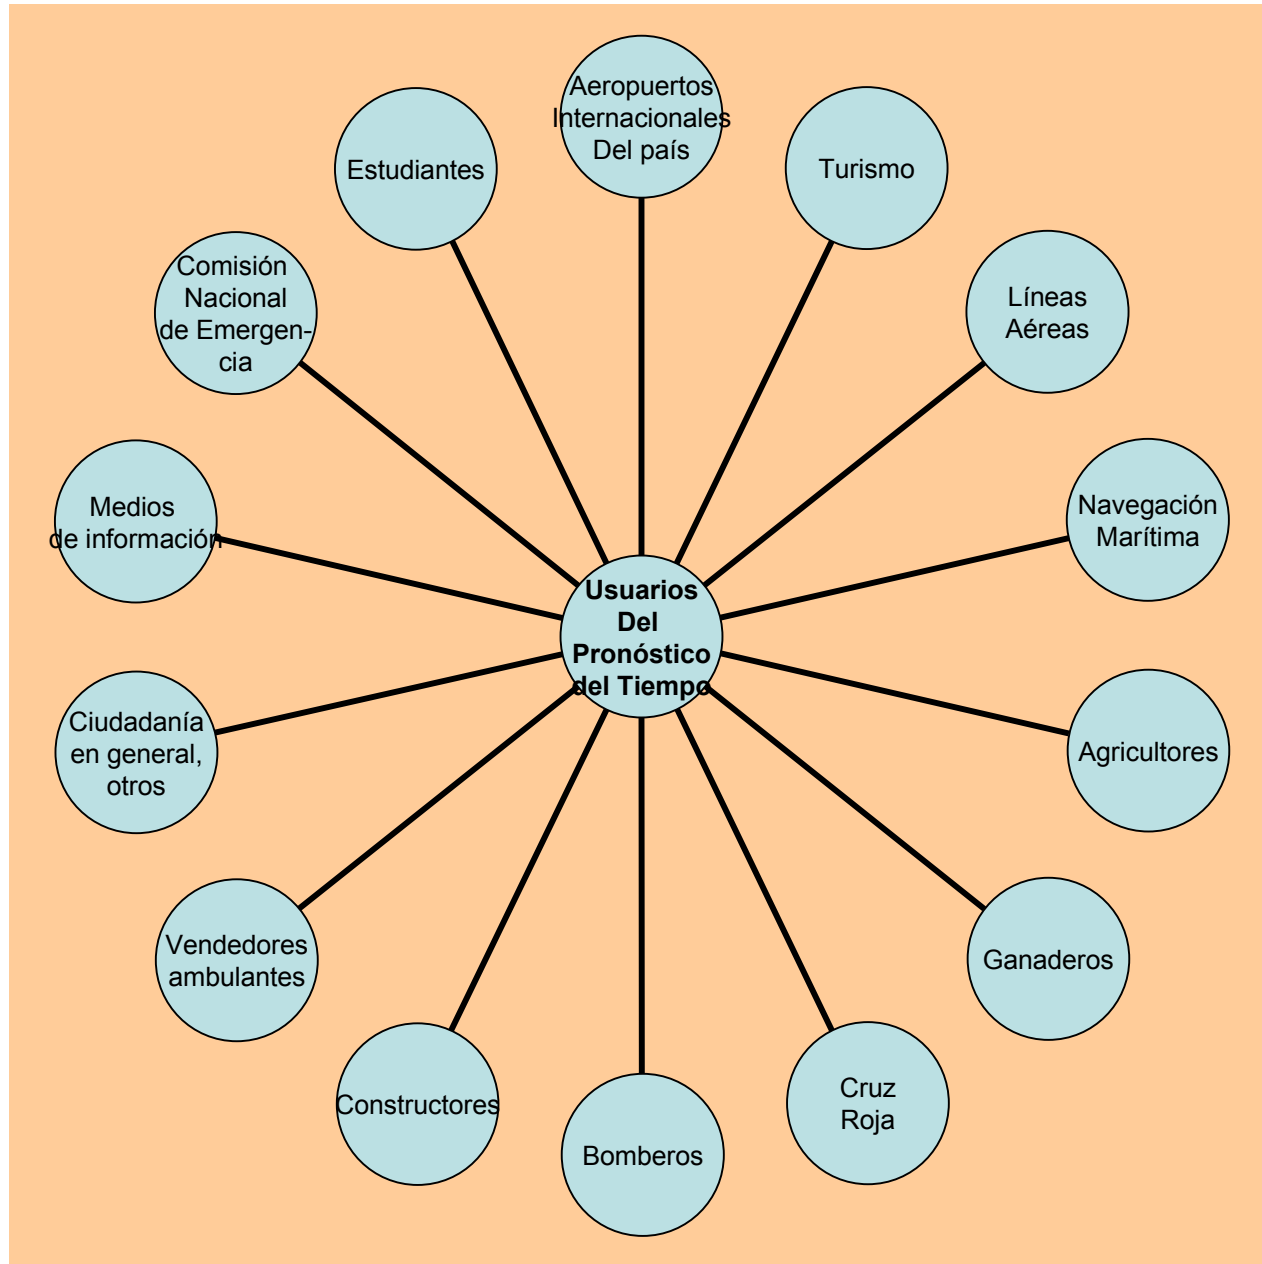 Aeropuertos
Internacionales
Del país
Turismo
Líneas
Aéreas
Navegación
Marítima
Agricultores
Ganaderos
Cruz
Roja
Bomberos
Constructores
Vendedores
ambulantes
Ciudadanía
en general,
otros
Medios
de información
Comisión
Nacional
de Emergen-
cia
Estudiantes
Usuarios
Del
Pronóstico
del Tiempo